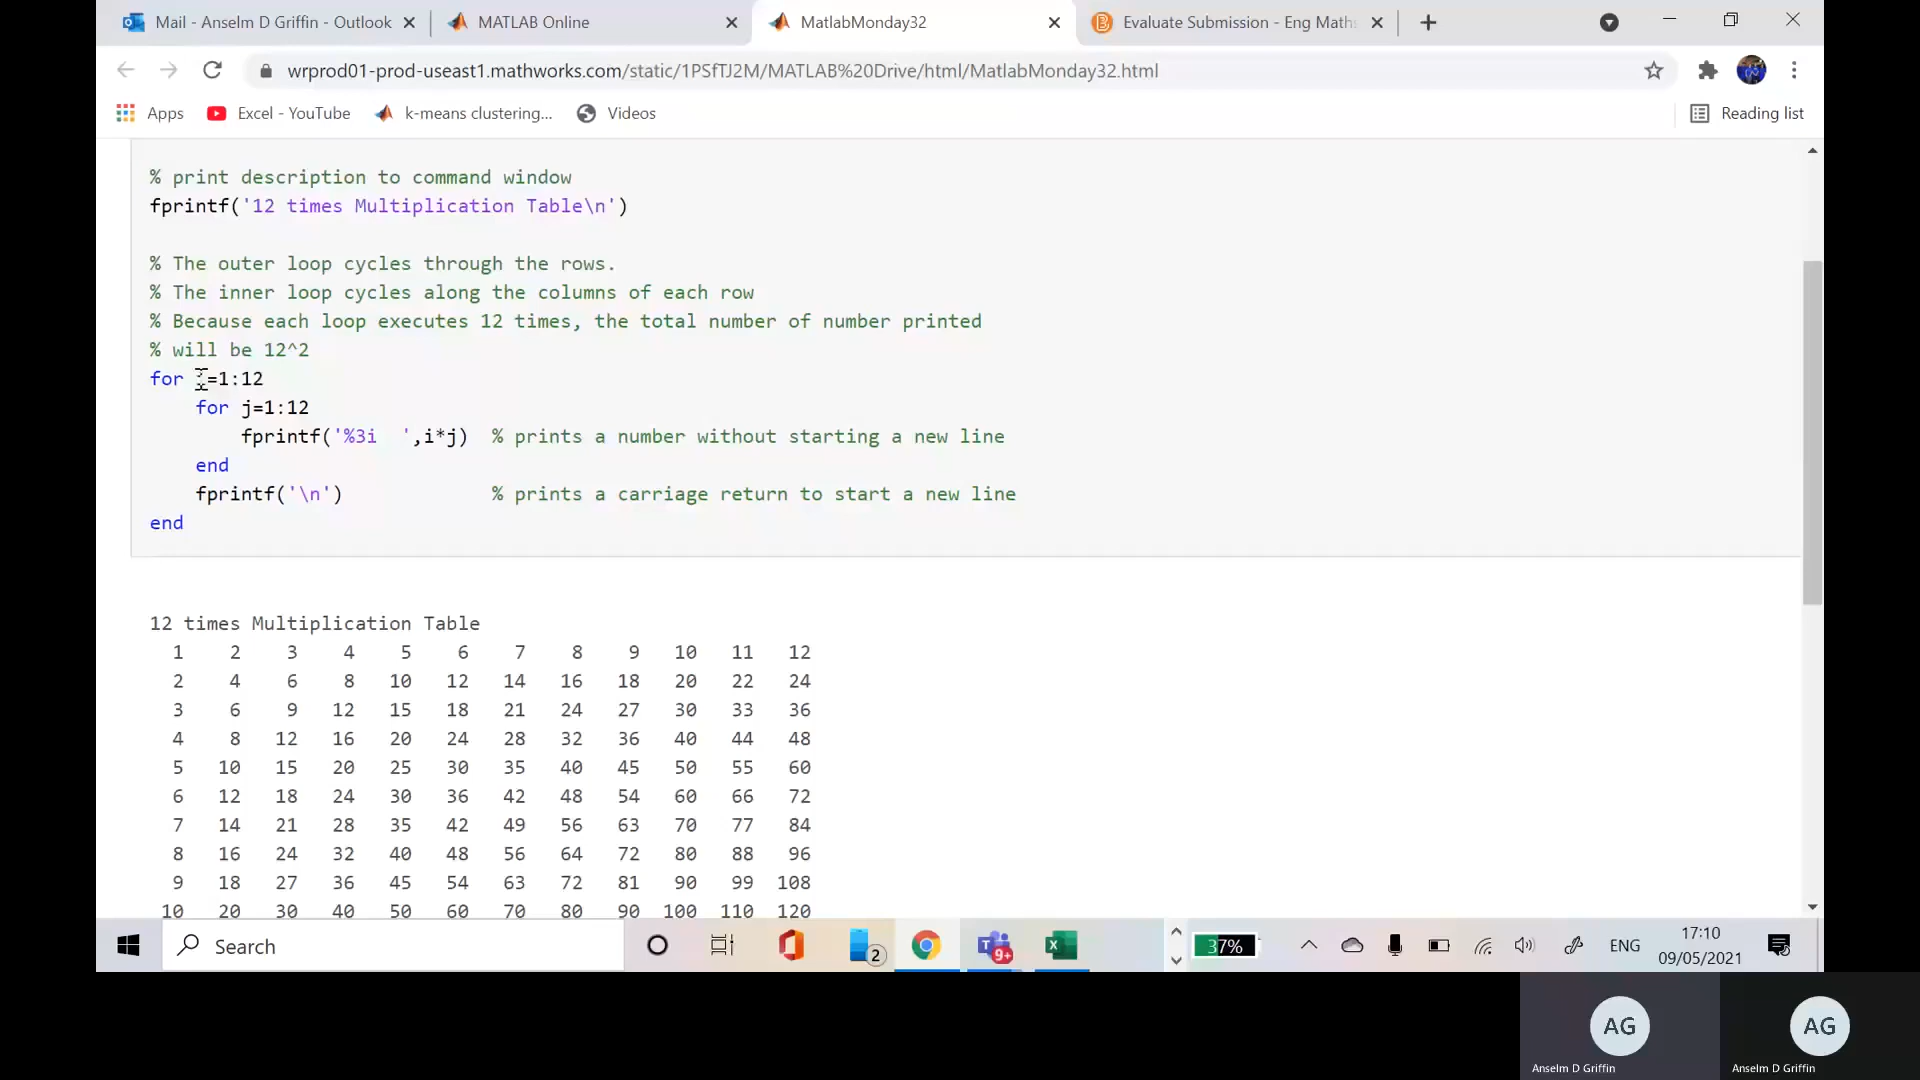 Mail - Anselm D Griffin - Outlook
MATLAB Online
MatlabMonday32
Evaluate Submission - Eng Maths
wrprod01-prod-useast1.mathworks.com/static/1PSfTJ2M/MATLAB%20Drive/html/MatlabMonday32.html
Apps
Excel - YouTube
k-means clustering...
Videos
Reading list
% print description to command window
fprintf('12 times Multiplication Table\n')
% The outer loop cycles through the rows.
% The inner loop cycles along the columns of each row
% Because each loop executes 12 times, the total number of number printed
% will be 12^2
for i=1:12
for j=1:12
fprintf('%3i  ',i*j)  % prints a number without starting a new line
end
fprintf('\n')  % prints a carriage return to start a new line
end
12 times Multiplication Table
1 2 3 4 5 6 7 8 9 10 11 12
2 4 6 8 10 12 14 16 18 20 22 24
3 6 9 12 15 18 21 24 27 30 33 36
4 8 12 16 20 24 28 32 36 40 44 48
5 10 15 20 25 30 35 40 45 50 55 60
6 12 18 24 30 36 42 48 54 60 66 72
7 14 21 28 35 42 49 56 63 70 77 84
8 16 24 32 40 48 56 64 72 80 88 96
9 18 27 36 45 54 63 72 81 90 99 108
10 20 30 40 50 60 70 80 90 100 110 120
Search
2
9+
37%
ENG
17:10
09/05/2021
AG
Anselm D Griffin
AG
Anselm D Griffin